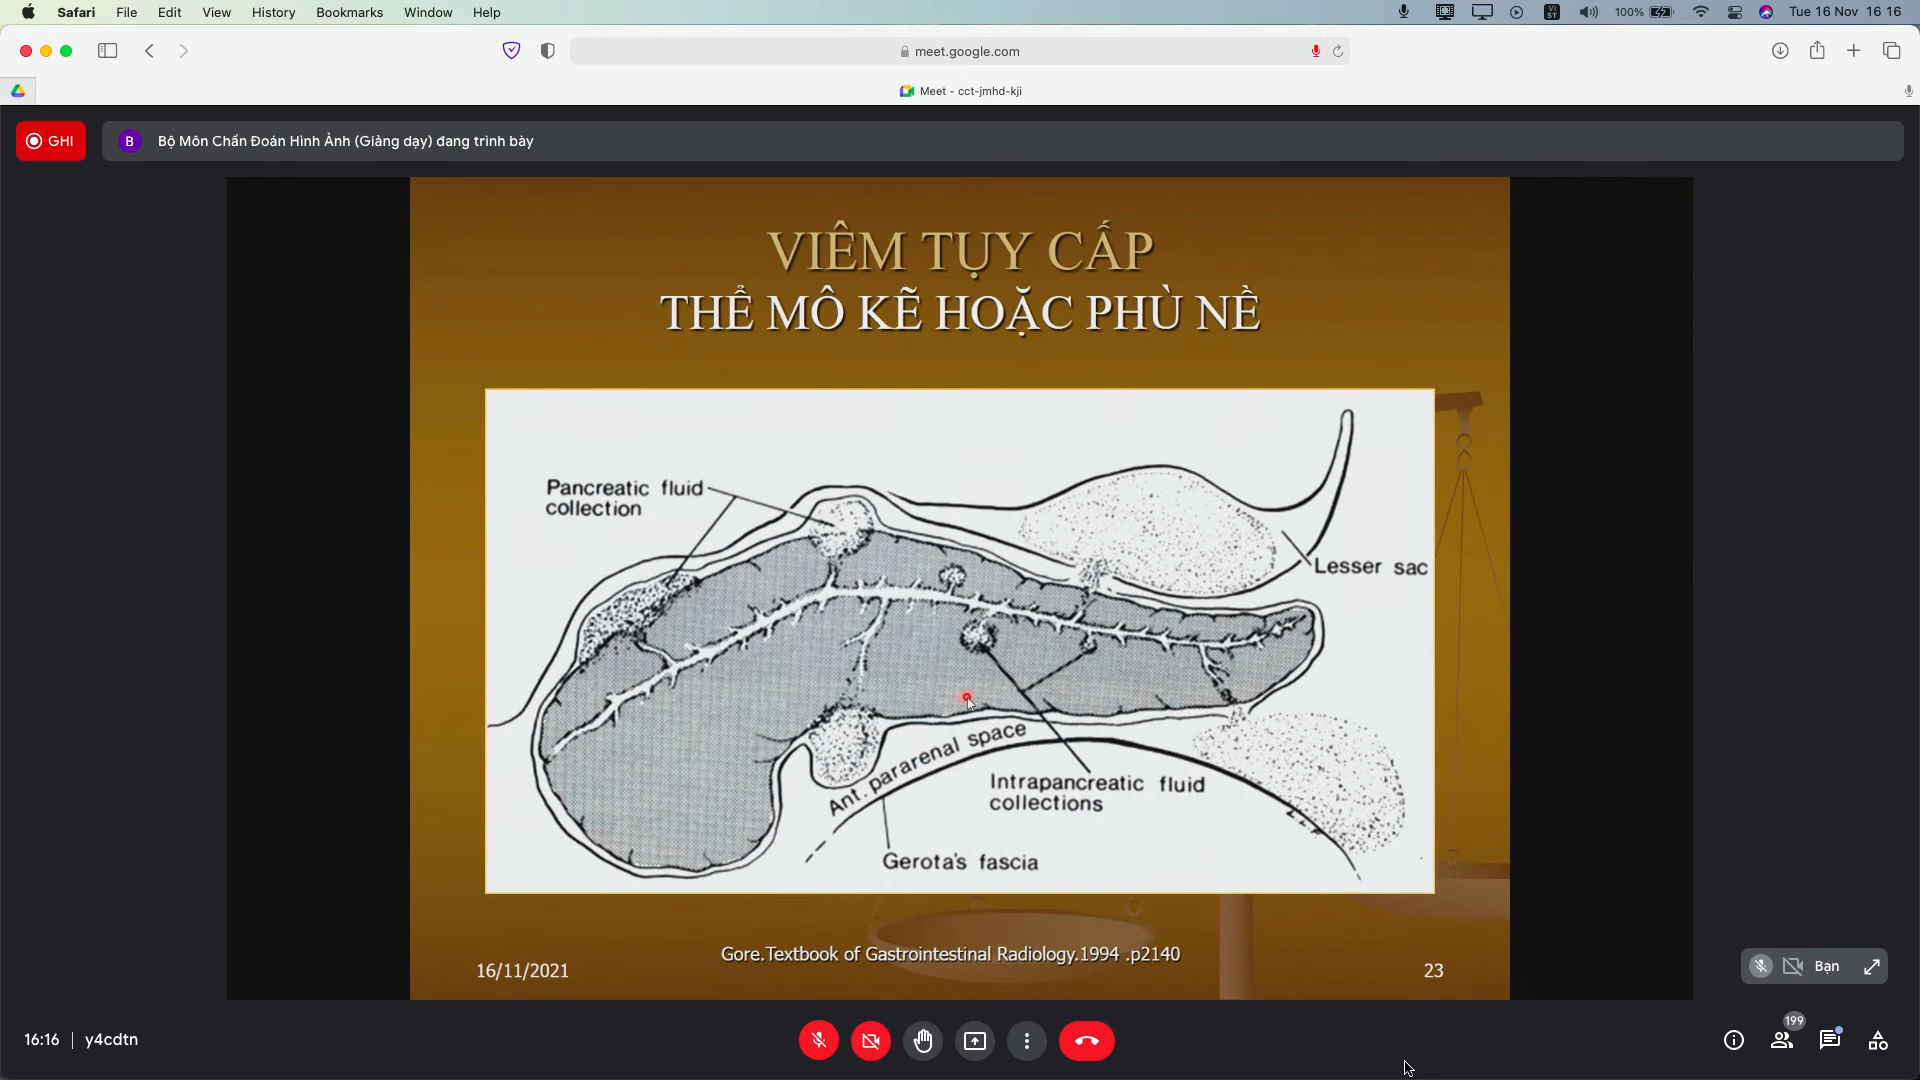 Safari File Edit View History Bookmarks Window Help
VI
ST
100%
Tue 16 Nov 16 16
meet.google.com
Meet – cct-jmhd-kji
GHI
B
Bộ Môn Chẩn Đoán Hình Ảnh (Giảng dạy) đang trình bày
VIÊM TỤY CẤP
THỂ MÔ KẼ HOẶC PHÙ NỀ
Pancreatic fluid
collection
Lesser sac
Ant. pararenal space
Intrapancreatic fluid
collections
Gerota's fascia
Gore.Textbook of Gastrointestinal Radiology.1994 .p2140
16/11/2021
23
Bạn
16:16 | y4cdtn
199